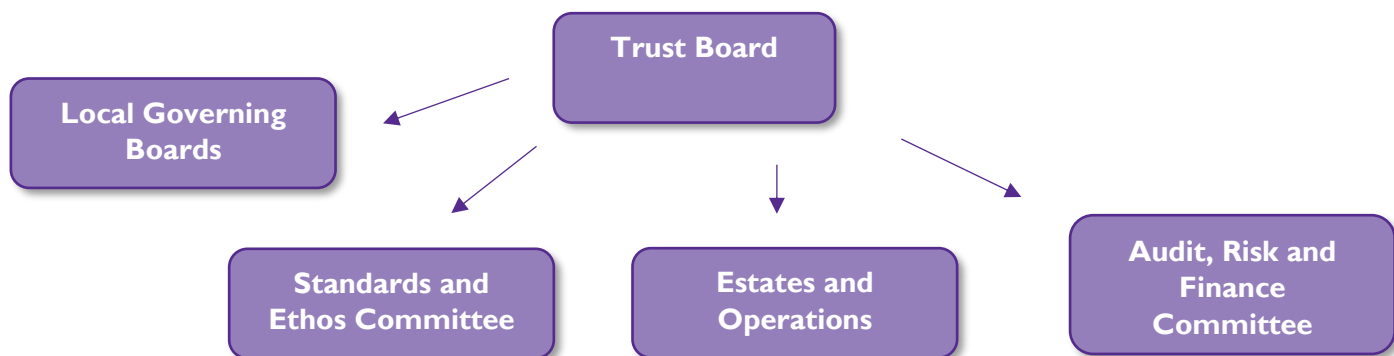 Trust Board
Local Governing
Boards
Standards and
Ethos Committee
Estates and
Operations
Audit, Risk and
Finance
Committee